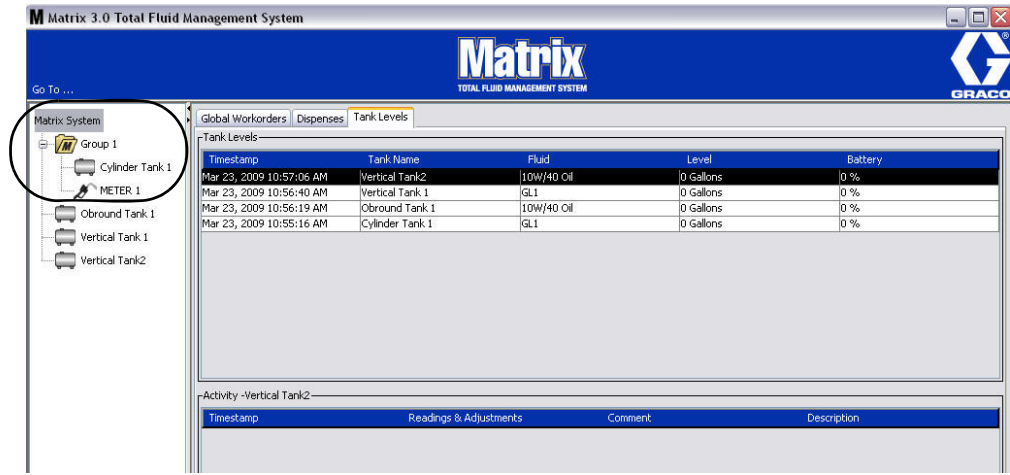 M Matrix 3.0 Total Fluid Management System
Matrix
TOTAL FLUID MANAGEMENT SYSTEM
G®
GRACO
Go To ...
Matrix System
M Group 1
Cylinder Tank 1
METER 1
Obround Tank 1
Vertical Tank 1
Vertical Tank2
Global Workorders Dispenses Tank Levels
Tank Levels
Timestamp Tank Name Fluid Level Battery
Mar 23, 2009 10:57:06 AM Vertical Tank2 10W/40 Oil 0 Gallons 0 %
Mar 23, 2009 10:56:40 AM Vertical Tank 1 GL1 0 Gallons 0 %
Mar 23, 2009 10:56:19 AM Obround Tank 1 10W/40 Oil 0 Gallons 0 %
Mar 23, 2009 10:55:16 AM Cylinder Tank 1 GL1 0 Gallons 0 %
Activity -Vertical Tank2
Timestamp Readings & Adjustments Comment Description